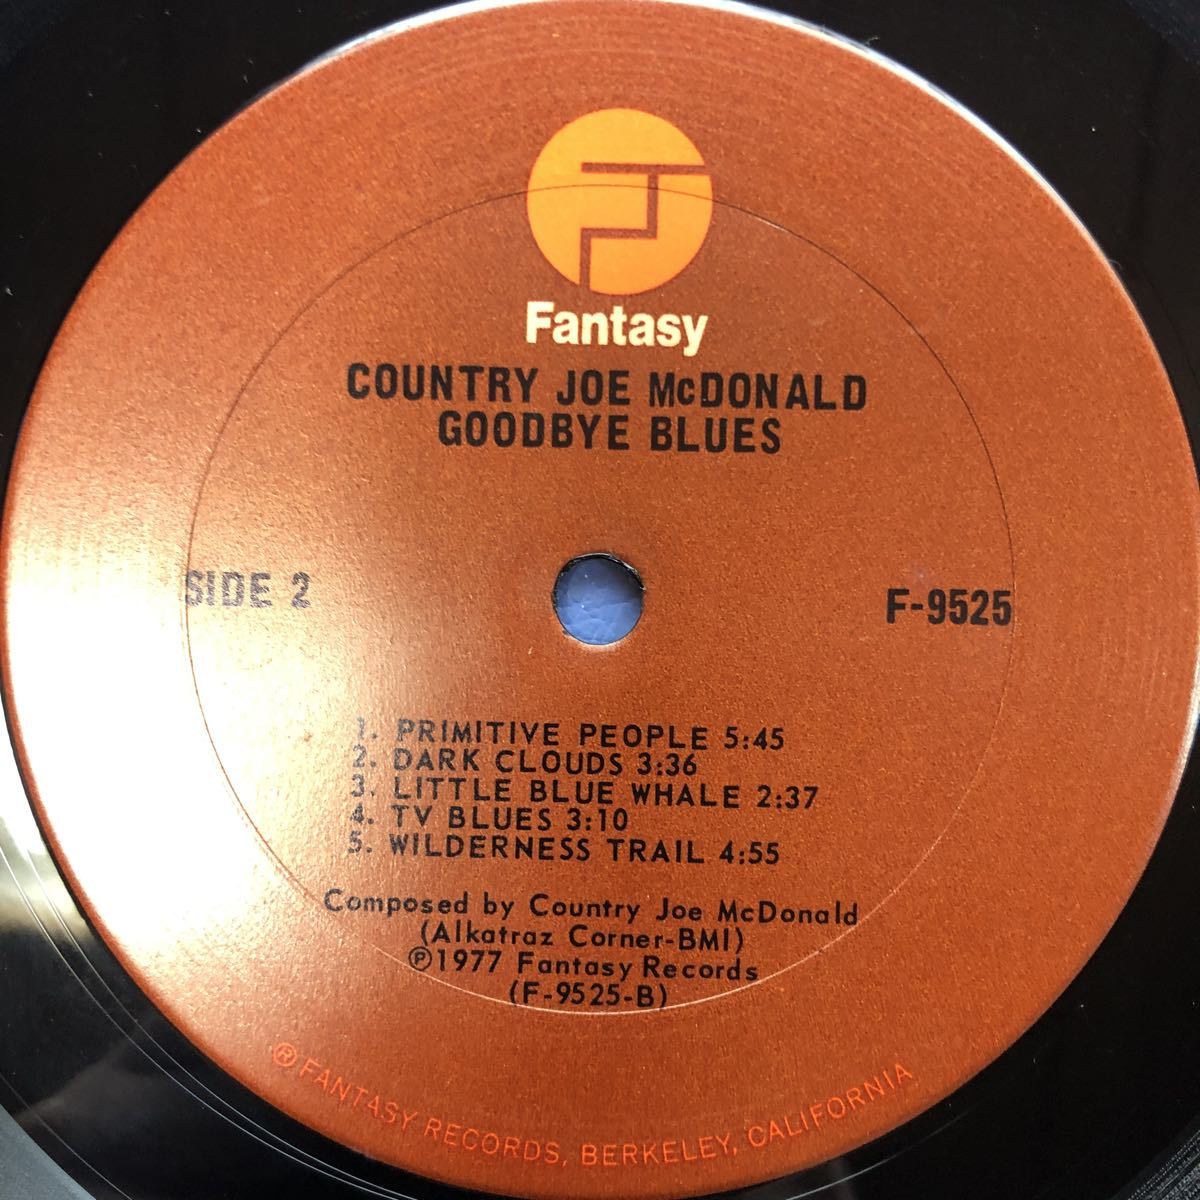 Fantasy
COUNTRY JOE McDONALD
GOODBYE BLUES
SIDE 2
F-9525
1. PRIMITIVE PEOPLE 5:45
2. DARK CLOUDS 3:36
3. LITTLE BLUE WHALE 2:37
4. TV BLUES 3:10
5. WILDERNESS TRAIL 4:55
Composed by Country Joe McDonald
(Alkatraz Corner-BMI)
℗1977 Fantasy Records
(F-9525-B)
® FANTASY RECORDS, BERKELEY, CALIFORNIA